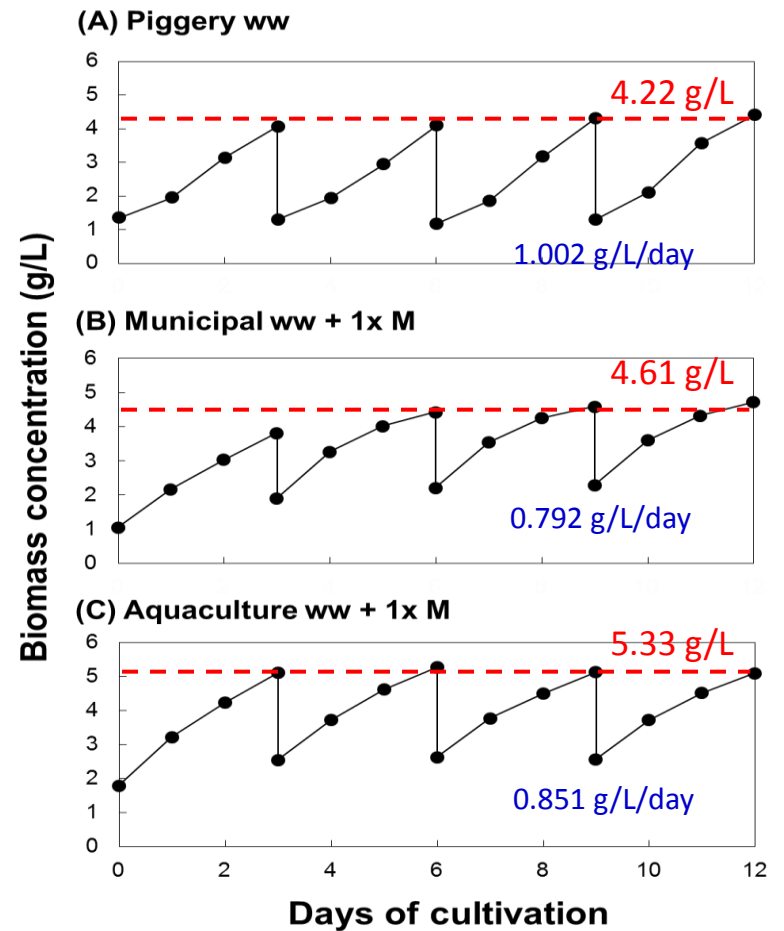 (A) Piggery ww
6
5
4
3
2
1
0
4.22 g/L
1.002 g/L/day
(B) Municipal ww + 1x M
6
5
4
3
2
1
0
4.61 g/L
0.792 g/L/day
(C) Aquaculture ww + 1x M
6
5
4
3
2
1
0
5.33 g/L
0.851 g/L/day
0 2 4 6 8 10 12
Days of cultivation
Biomass concentration (g/L)